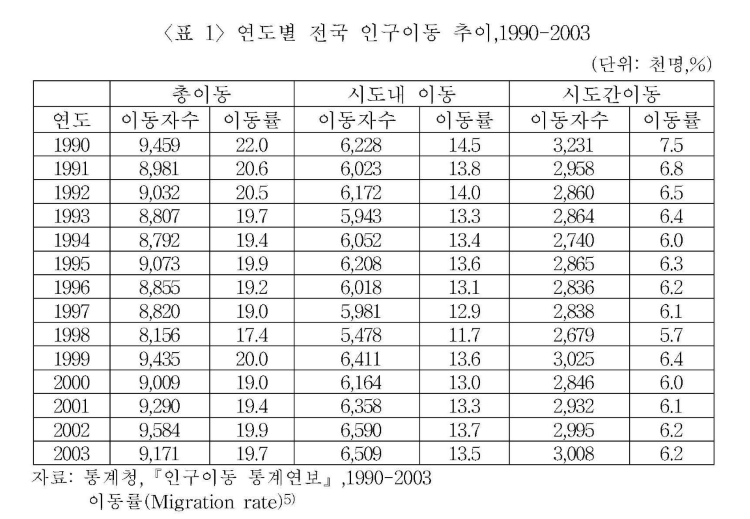 〈표 1〉 연도별 전국 인구이동 추이,1990-2003
(단위: 천명,%)
총이동 시도내 이동 시도간이동
연도 이동자수 이동률 이동자수 이동률 이동자수 이동률
1990 9,459 22.0 6,228 14.5 3,231 7.5
1991 8,981 20.6 6,023 13.8 2,958 6.8
1992 9,032 20.5 6,172 14.0 2,860 6.5
1993 8,807 19.7 5,943 13.3 2,864 6.4
1994 8,792 19.4 6,052 13.4 2,740 6.0
1995 9,073 19.9 6,208 13.6 2,865 6.3
1996 8,855 19.2 6,018 13.1 2,836 6.2
1997 8,820 19.0 5,981 12.9 2,838 6.1
1998 8,156 17.4 5,478 11.7 2,679 5.7
1999 9,435 20.0 6,411 13.6 3,025 6.4
2000 9,009 19.0 6,164 13.0 2,846 6.0
2001 9,290 19.4 6,358 13.3 2,932 6.1
2002 9,584 19.9 6,590 13.7 2,995 6.2
2003 9,171 19.7 6,509 13.5 3,008 6.2
자료: 통계청,『인구이동 통계연보』,1990-2003
이동률(Migration rate)5)